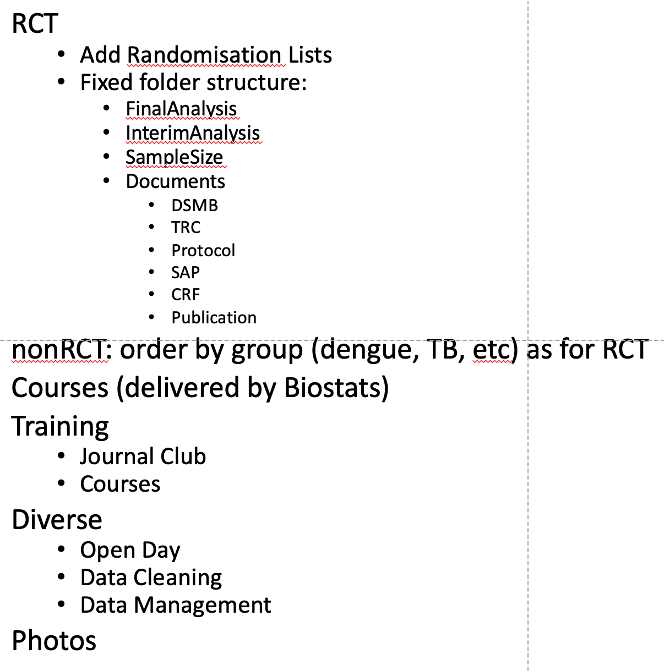 RCT
• Add Randomisation Lists
• Fixed folder structure:
• FinalAnalysis
• InterimAnalysis
• SampleSize
• Documents
• DSMB
• TRC
• Protocol
• SAP
• CRF
• Publication
nonRCT: order by group (dengue, TB, etc) as for RCT
Courses (delivered by Biostats)
Training
• Journal Club
• Courses
Diverse
• Open Day
• Data Cleaning
• Data Management
Photos